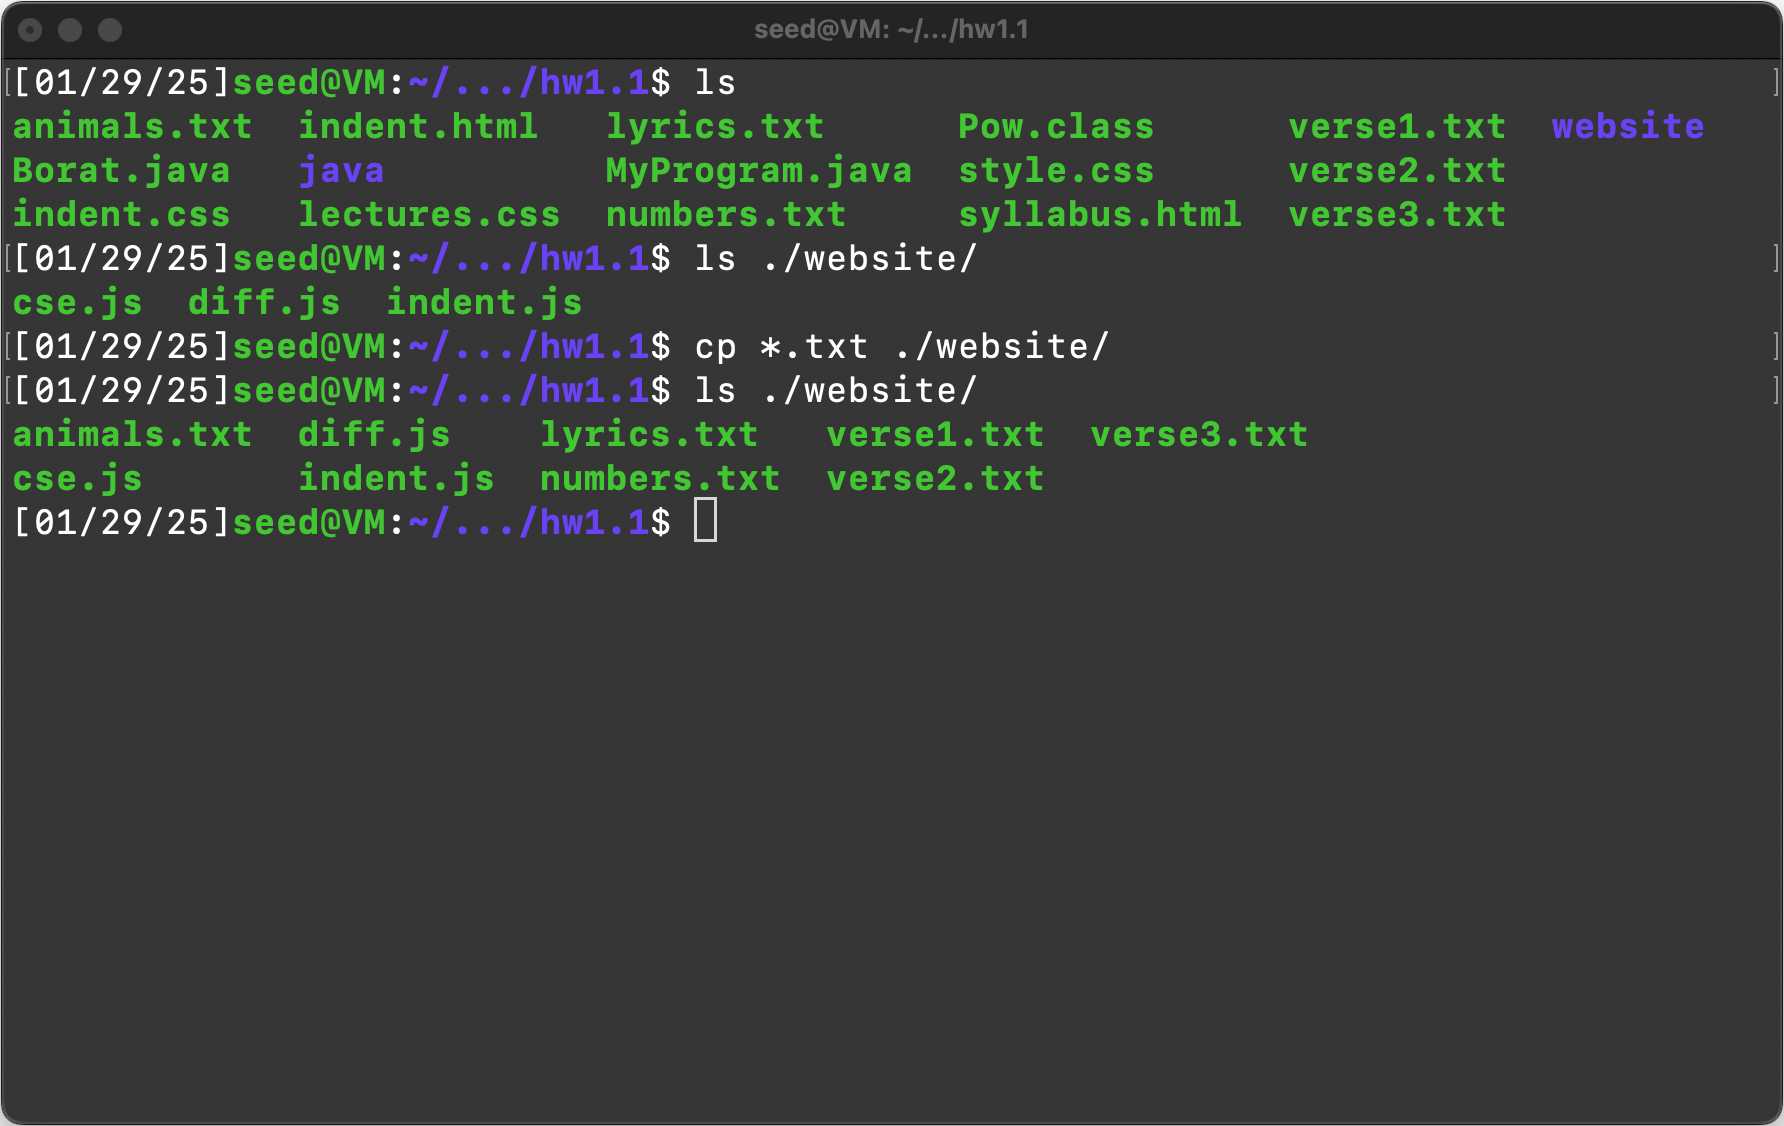 seed@VM: ~/.../hw1.1
[[01/29/25]seed@VM:~/.../hw1.1$ ls ]
animals.txt  indent.html   lyrics.txt      Pow.class      verse1.txt  website
Borat.java   java          MyProgram.java  style.css      verse2.txt
indent.css   lectures.css  numbers.txt     syllabus.html  verse3.txt
[[01/29/25]seed@VM:~/.../hw1.1$ ls ./website/ ]
cse.js  diff.js  indent.js
[[01/29/25]seed@VM:~/.../hw1.1$ cp *.txt ./website/ ]
[[01/29/25]seed@VM:~/.../hw1.1$ ls ./website/ ]
animals.txt  diff.js    lyrics.txt   verse1.txt  verse3.txt
cse.js       indent.js  numbers.txt  verse2.txt
[01/29/25]seed@VM:~/.../hw1.1$